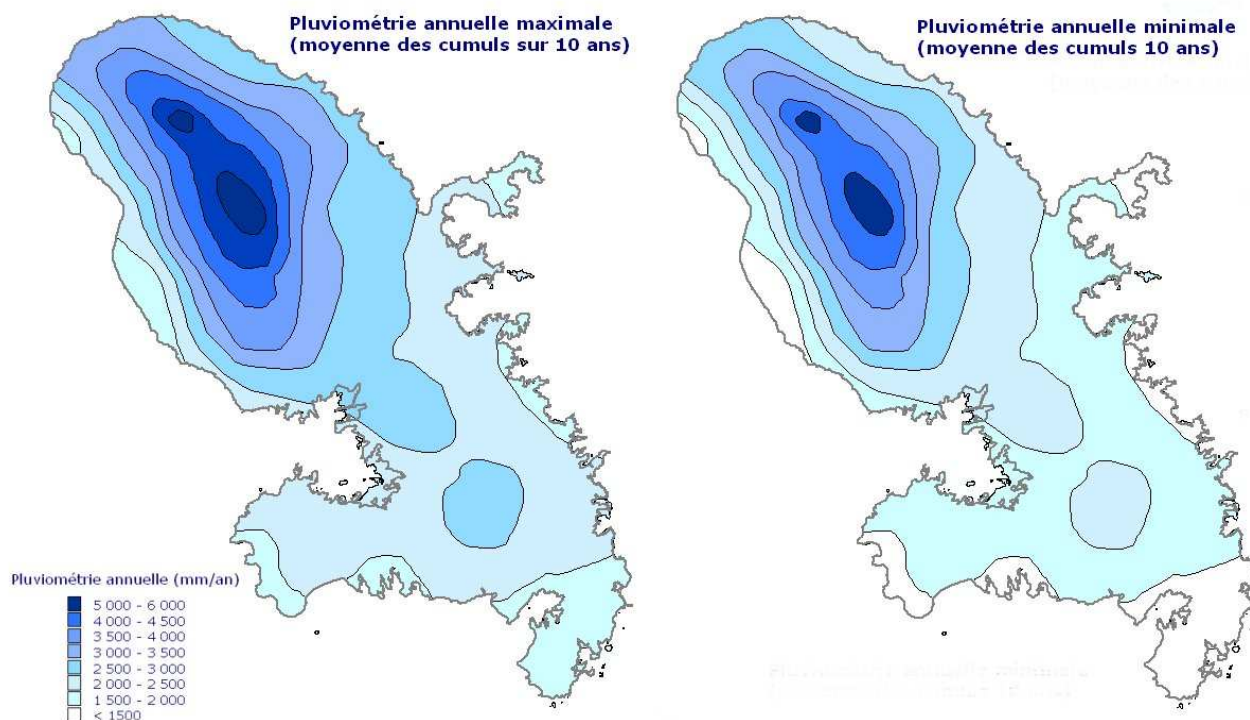 Pluviométrie annuelle maximale
(moyenne des cumuls sur 10 ans)
Pluviométrie annuelle minimale
(moyenne des cumuls 10 ans)
Pluviométrie annuelle (mm/an)
5 000 - 6 000
4 000 - 4 500
3 500 - 4 000
3 000 - 3 500
2 500 - 3 000
2 000 - 2 500
1 500 - 2 000
< 1500